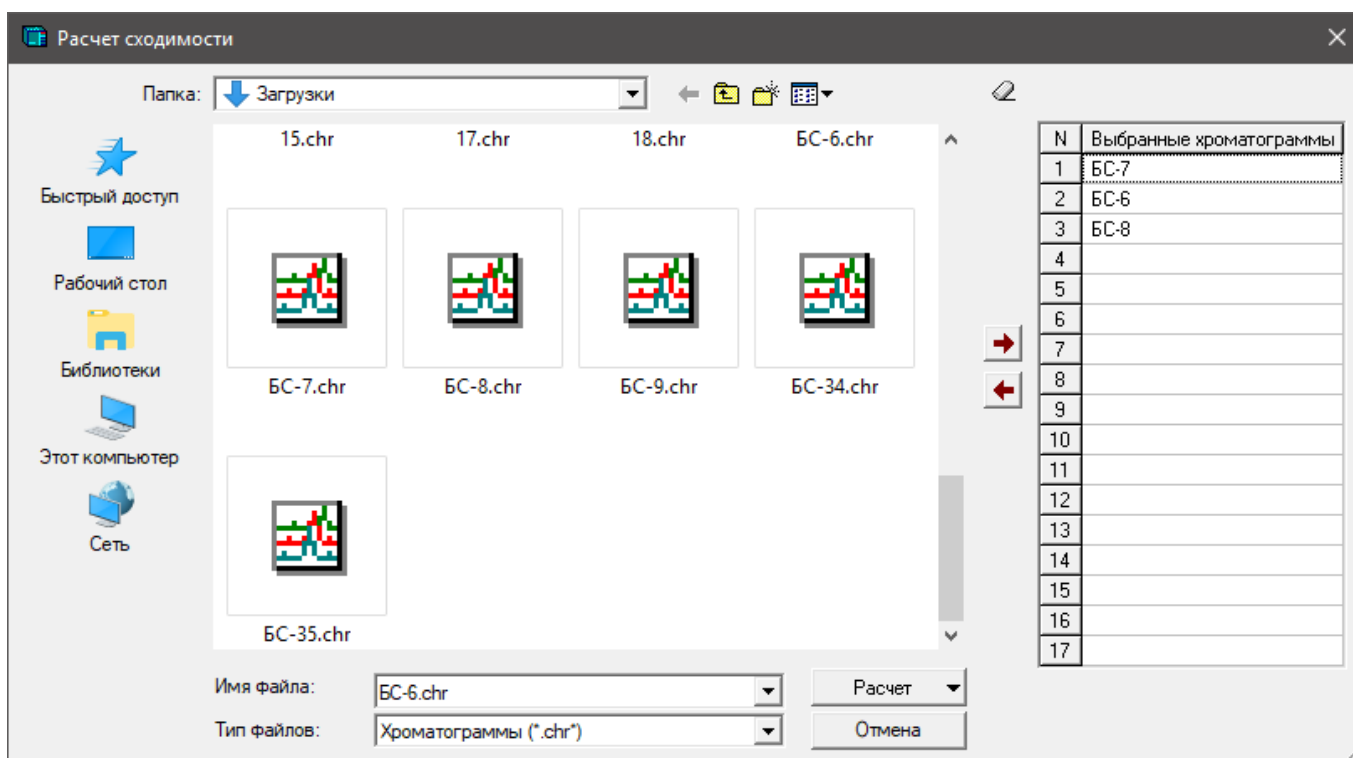 Расчет сходимости
Папка: Загрузки
15.chr 17.chr 18.chr БС-6.chr
Быстрый доступ
Рабочий стол
Библиотеки
Этот компьютер
Сеть
БС-7.chr БС-8.chr БС-9.chr БС-34.chr
БС-35.chr
N Выбранные хроматограммы
1 БС-7
2 БС-6
3 БС-8
4
5
6
7
8
9
10
11
12
13
14
15
16
17
Имя файла: БС-6.chr Расчет
Тип файлов: Хроматограммы (*.chr*) Отмена